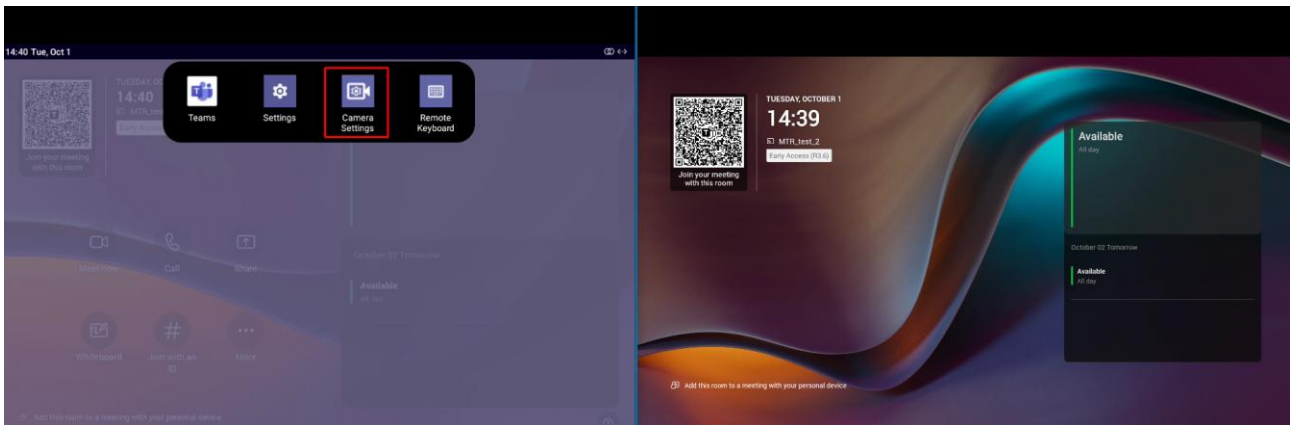 14:40 Tue, Oct 1
Teams
Settings
Camera
Settings
Remote
Keyboard
TUESDAY, OC
14:40
Join your meeting
with this room
Meet now
Call
Share
Whiteboard
Join with an
ID
More
October 02 Tomorrow
Available
All day
Add this room to a meeting with your personal device
TUESDAY, OCTOBER 1
14:39
MTR_test_2
Early Access (R3.6)
Join your meeting
with this room
Available
All day
October 02 Tomorrow
Available
All day
Add this room to a meeting with your personal device